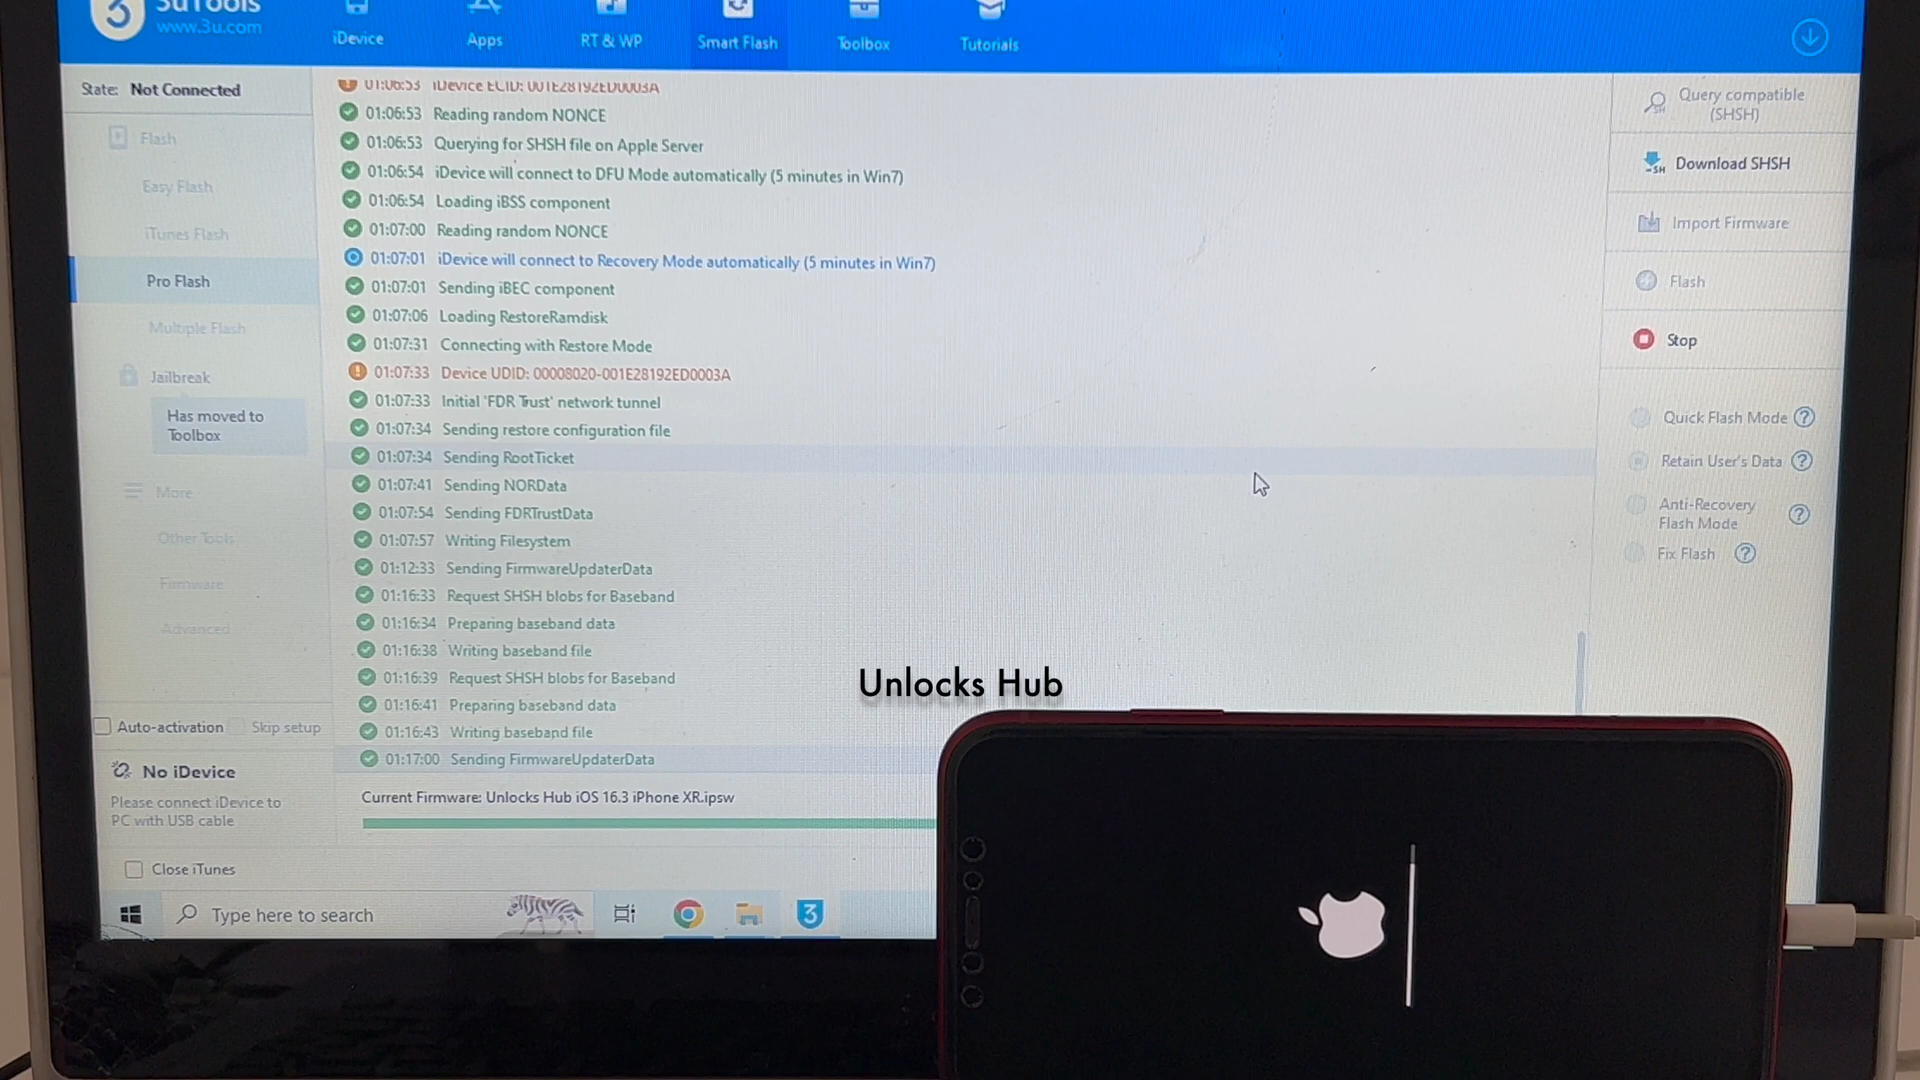 3uTools
www.3u.com
iDevice
Apps
RT & WP
Smart Flash
Toolbox
Tutorials
State: Not Connected
Flash
Easy Flash
iTunes Flash
Pro Flash
Multiple Flash
Jailbreak
Has moved to
Toolbox
More
Other Tools
Firmware
Advanced
Auto-activation
Skip setup
No iDevice
Please connect iDevice to
PC with USB cable
Close iTunes
01:06:53 iDevice ECID: 001E28192ED0003A
01:06:53 Reading random NONCE
01:06:53 Querying for SHSH file on Apple Server
01:06:54 iDevice will connect to DFU Mode automatically (5 minutes in Win7)
01:06:54 Loading iBSS component
01:07:00 Reading random NONCE
01:07:01 iDevice will connect to Recovery Mode automatically (5 minutes in Win7)
01:07:01 Sending iBEC component
01:07:06 Loading RestoreRamdisk
01:07:31 Connecting with Restore Mode
01:07:33 Device UDID: 00008020-001E28192ED0003A
01:07:33 Initial 'FDR Trust' network tunnel
01:07:34 Sending restore configuration file
01:07:34 Sending RootTicket
01:07:41 Sending NORData
01:07:54 Sending FDRTrustData
01:07:57 Writing Filesystem
01:12:33 Sending FirmwareUpdaterData
01:16:33 Request SHSH blobs for Baseband
01:16:34 Preparing baseband data
01:16:38 Writing baseband file
01:16:39 Request SHSH blobs for Baseband
01:16:41 Preparing baseband data
01:16:43 Writing baseband file
01:17:00 Sending FirmwareUpdaterData
Current Firmware: Unlocks Hub iOS 16.3 iPhone XR.ipsw
Query compatible
(SHSH)
Download SHSH
Import Firmware
Flash
Stop
Quick Flash Mode ?
Retain User's Data ?
Anti-Recovery
Flash Mode ?
Fix Flash ?
Unlocks Hub
Type here to search
3